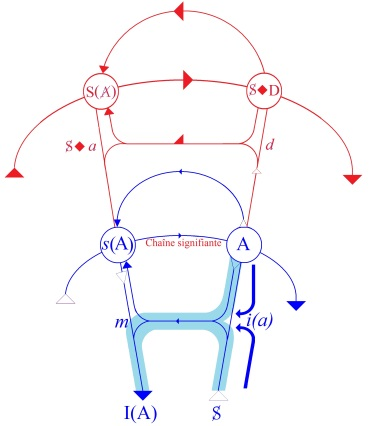 S(Ⱥ)
$◆D
$◆ a
d
s(A)
Chaîne signifiante
A
m
i(a)
I(A)
$